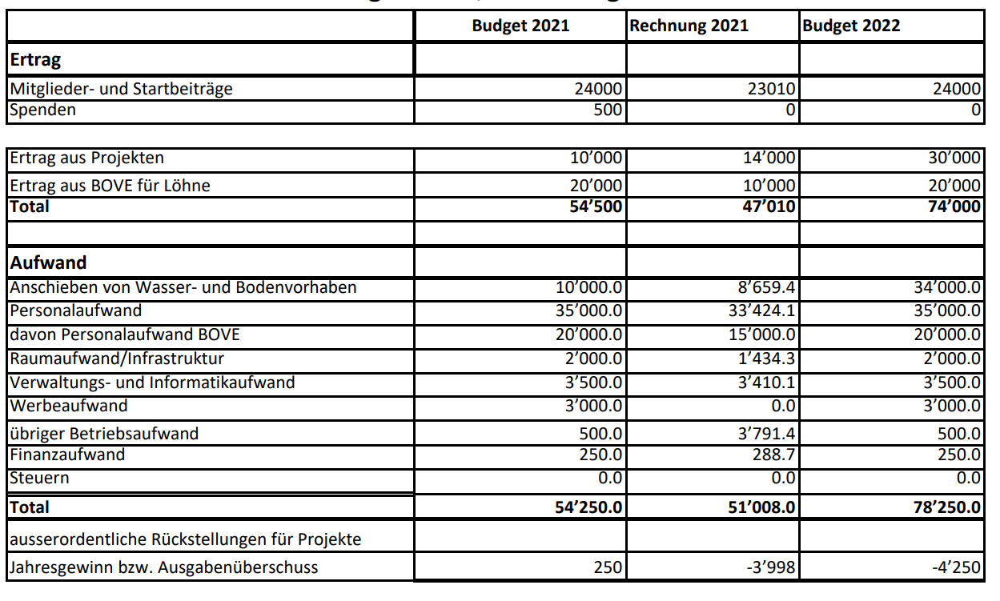 Budget 2021 Rechnung 2021 Budget 2022
Ertrag
Mitglieder- und Startbeiträge 24000 23010 24000
Spenden 500 0 0
Ertrag aus Projekten 10’000 14’000 30’000
Ertrag aus BOVE für Löhne 20’000 10’000 20’000
Total 54’500 47’010 74’000
Aufwand
Anschieben von Wasser- und Bodenvorhaben 10’000.0 8’659.4 34’000.0
Personalaufwand 35’000.0 33’424.1 35’000.0
davon Personalaufwand BOVE 20’000.0 15’000.0 20’000.0
Raumaufwand/Infrastruktur 2’000.0 1’434.3 2’000.0
Verwaltungs- und Informatikaufwand 3’500.0 3’410.1 3’500.0
Werbeaufwand 3’000.0 0.0 3’000.0
übriger Betriebsaufwand 500.0 3’791.4 500.0
Finanzaufwand 250.0 288.7 250.0
Steuern 0.0 0.0 0.0
Total 54’250.0 51’008.0 78’250.0
ausserordentliche Rückstellungen für Projekte
Jahresgewinn bzw. Ausgabenüberschuss 250 -3’998 -4’250